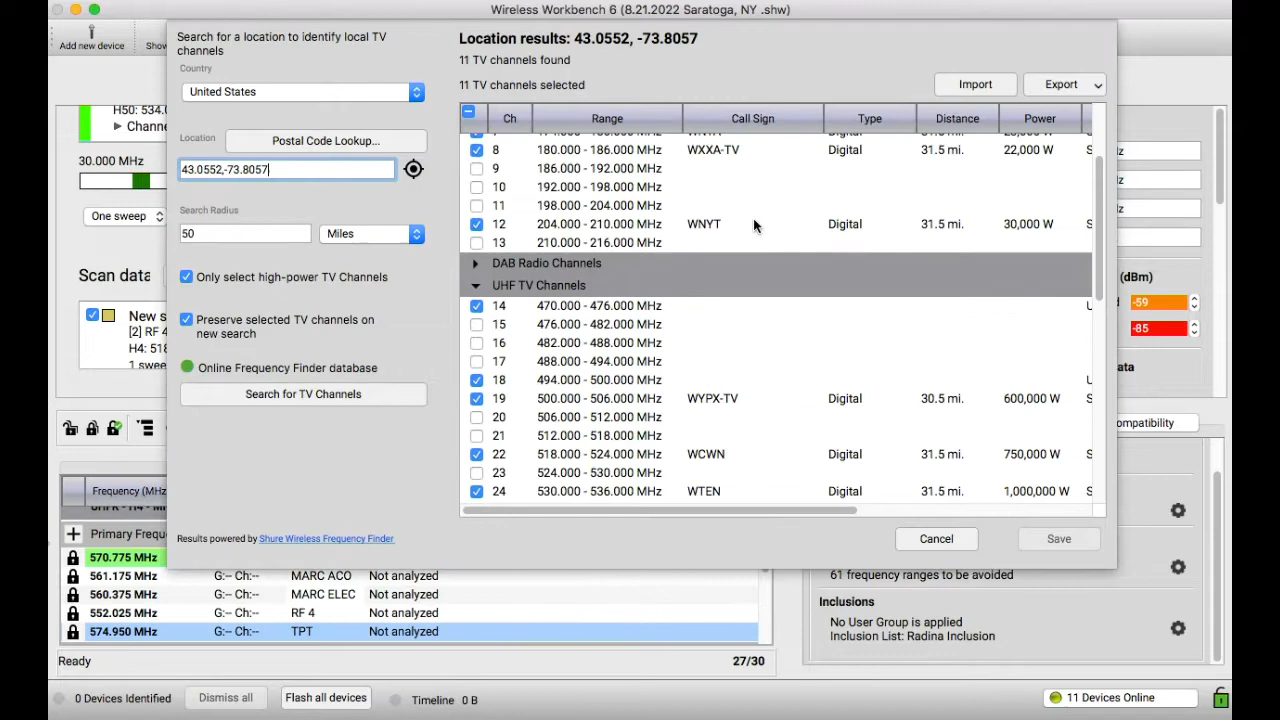 Wireless Workbench 6 (8.21.2022 Saratoga, NY .shw)
Add new device
Search for a location to identify local TV
channels
Country
United States
Location
Postal Code Lookup...
43.0552,-73.8057
Search Radius
50
Miles
Only select high-power TV Channels
Preserve selected TV channels on
new search
Online Frequency Finder database
Search for TV Channels
Results powered by Shure Wireless Frequency Finder
Location results: 43.0552, -73.8057
11 TV channels found
11 TV channels selected
Import
Export
Ch Range Call Sign Type Distance Power
8 180.000 - 186.000 MHz WXXA-TV Digital 31.5 mi. 22,000 W
9 186.000 - 192.000 MHz
10 192.000 - 198.000 MHz
11 198.000 - 204.000 MHz
12 204.000 - 210.000 MHz WNYT Digital 31.5 mi. 30,000 W
13 210.000 - 216.000 MHz
DAB Radio Channels
UHF TV Channels
14 470.000 - 476.000 MHz
15 476.000 - 482.000 MHz
16 482.000 - 488.000 MHz
17 488.000 - 494.000 MHz
18 494.000 - 500.000 MHz
19 500.000 - 506.000 MHz WYPX-TV Digital 30.5 mi. 600,000 W
20 506.000 - 512.000 MHz
21 512.000 - 518.000 MHz
22 518.000 - 524.000 MHz WCWN Digital 31.5 mi. 750,000 W
23 524.000 - 530.000 MHz
24 530.000 - 536.000 MHz WTEN Digital 31.5 mi. 1,000,000 W
Cancel
Save
30.000 MHz
One sweep
Scan data
New s
[2] RF 4
H4: 518
1 sweep
(dBm)
-59
-85
Frequency (MHz
Primary Frequ
570.775 MHz
561.175 MHz G:-- Ch:-- MARC ACO Not analyzed
560.375 MHz G:-- Ch:-- MARC ELEC Not analyzed
552.025 MHz G:-- Ch:-- RF 4 Not analyzed
574.950 MHz G:-- Ch:-- TPT Not analyzed
61 frequency ranges to be avoided
Inclusions
No User Group is applied
Inclusion List: Radina Inclusion
Ready
27/30
0 Devices Identified
Dismiss all
Flash all devices
Timeline 0 B
11 Devices Online